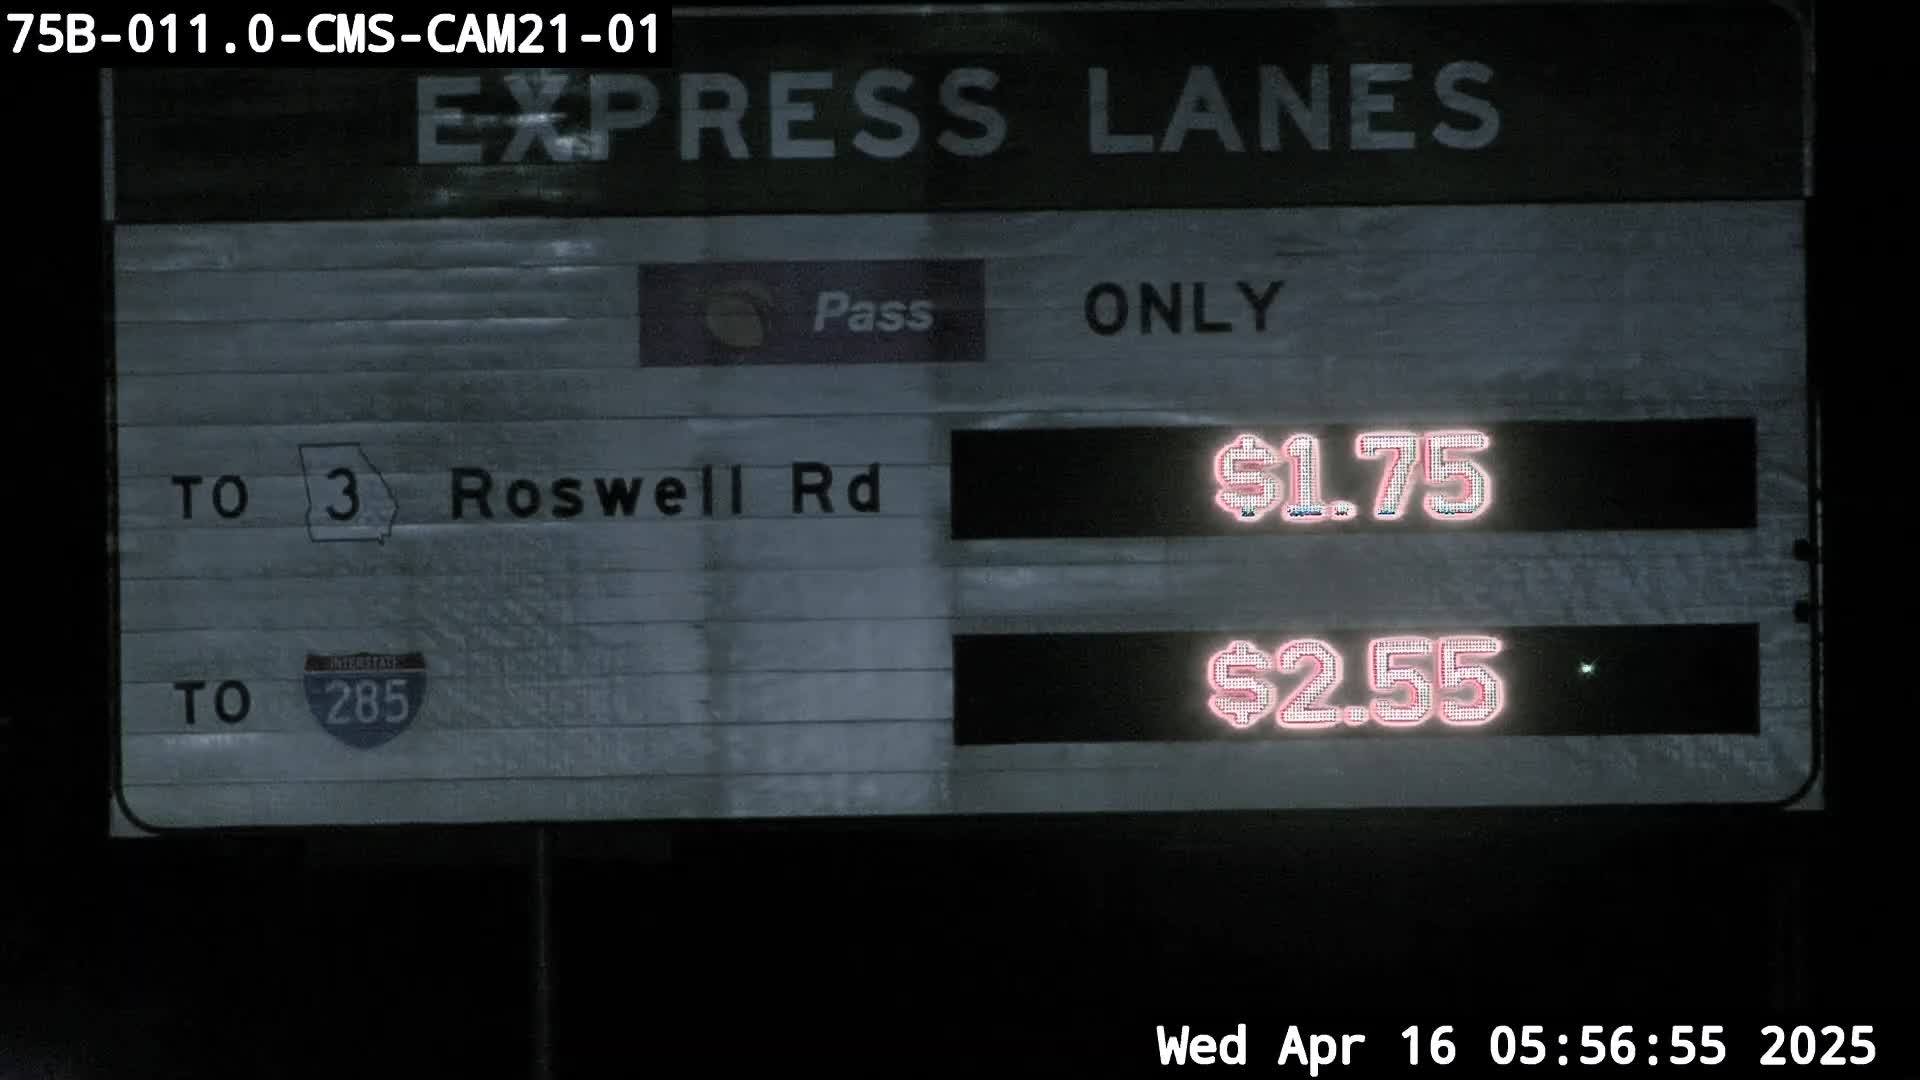 75B-011.0-CMS-CAM21-01
EXPRESS LANES
Pass ONLY
TO 3 Roswell Rd $1.75
TO INTERSTATE 285 $2.55
Wed Apr 16 05:56:55 2025